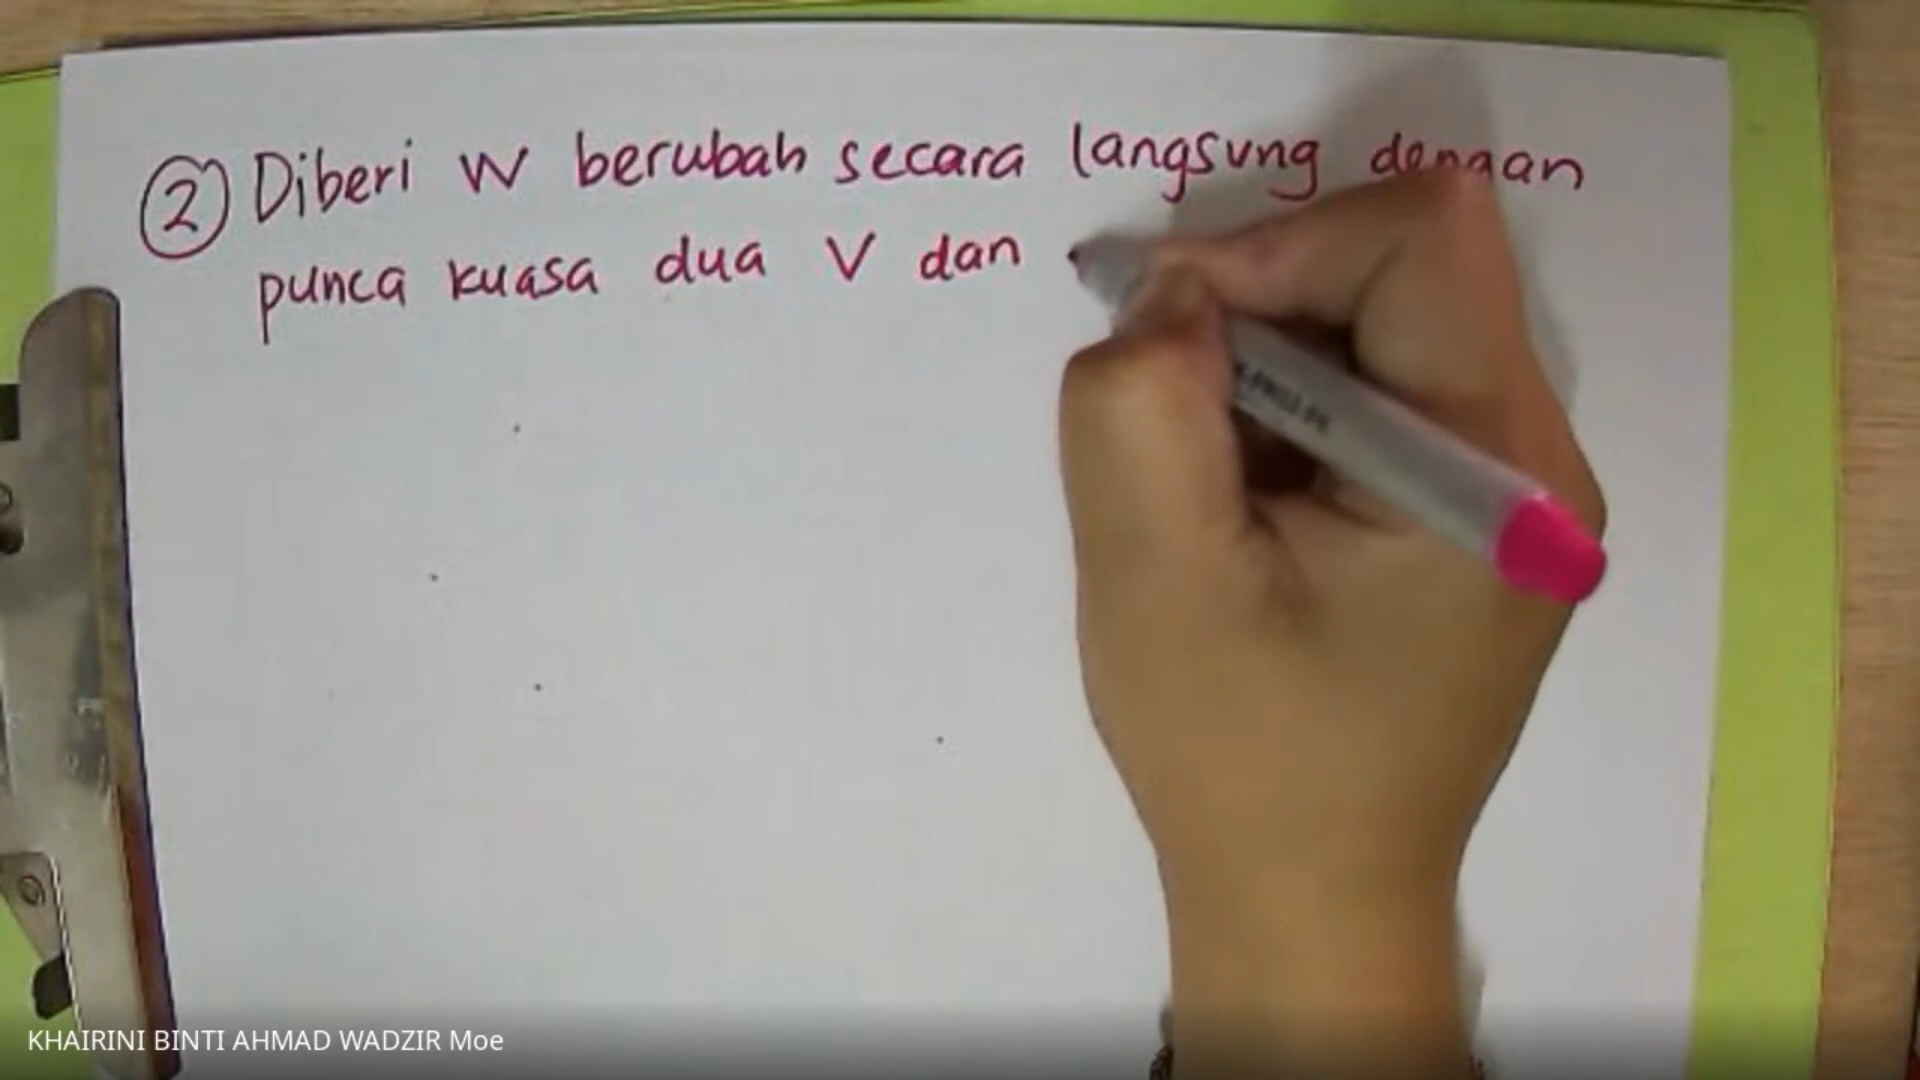 ② Diberi W berubah secara langsung dengan
punca kuasa dua V dan
KHAIRINI BINTI AHMAD WADZIR Moe